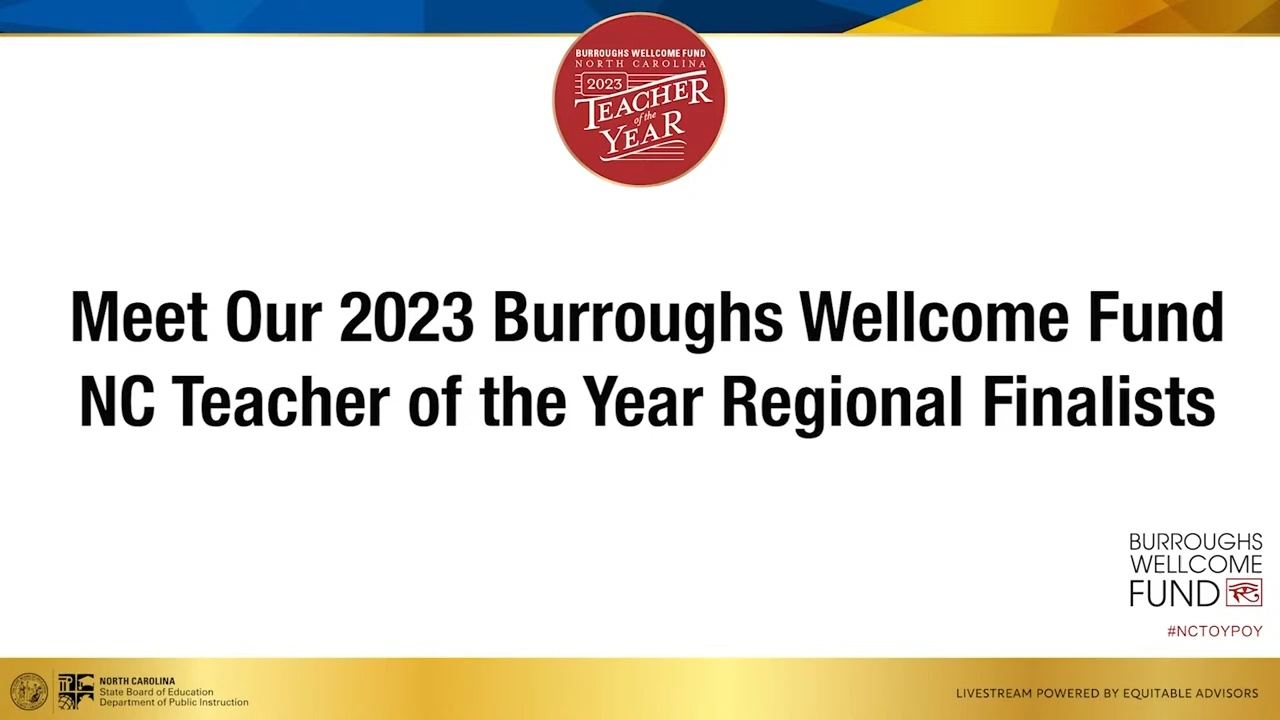 BURROUGHS WELLCOME FUND
NORTH CAROLINA
2023
TEACHER
of the
YEAR
Meet Our 2023 Burroughs Wellcome Fund
NC Teacher of the Year Regional Finalists
BURROUGHS
WELLCOME
FUND
#NCTOYPOY
NORTH CAROLINA
State Board of Education
Department of Public Instruction
LIVESTREAM POWERED BY EQUITABLE ADVISORS